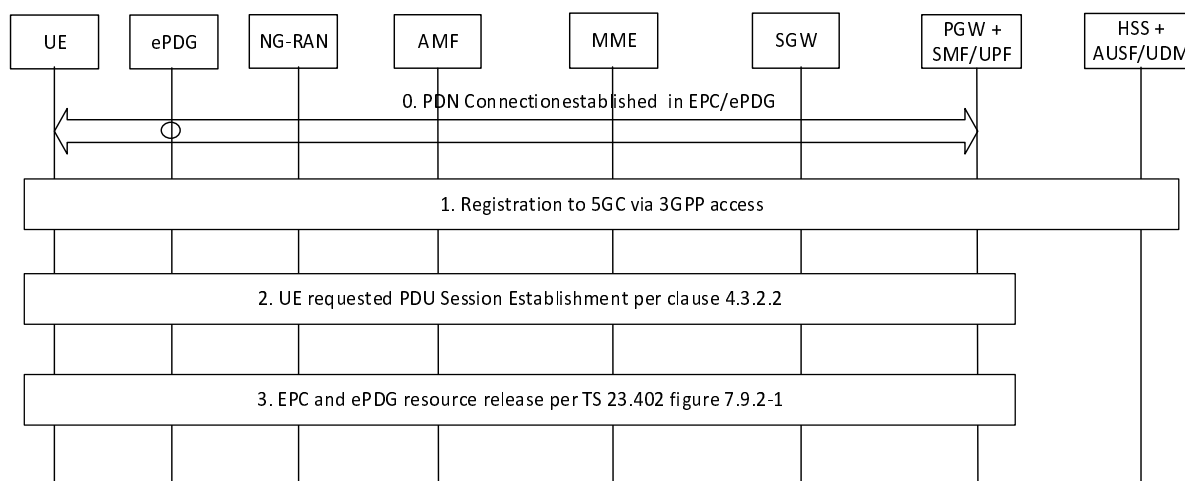 UE
ePDG
NG-RAN
AMF
MME
SGW
PGW +
SMF/UPF
HSS +
AUSF/UDM
0. PDN Connectionestablished in EPC/ePDG
1. Registration to 5GC via 3GPP access
2. UE requested PDU Session Establishment per clause 4.3.2.2
3. EPC and ePDG resource release per TS 23.402 figure 7.9.2-1